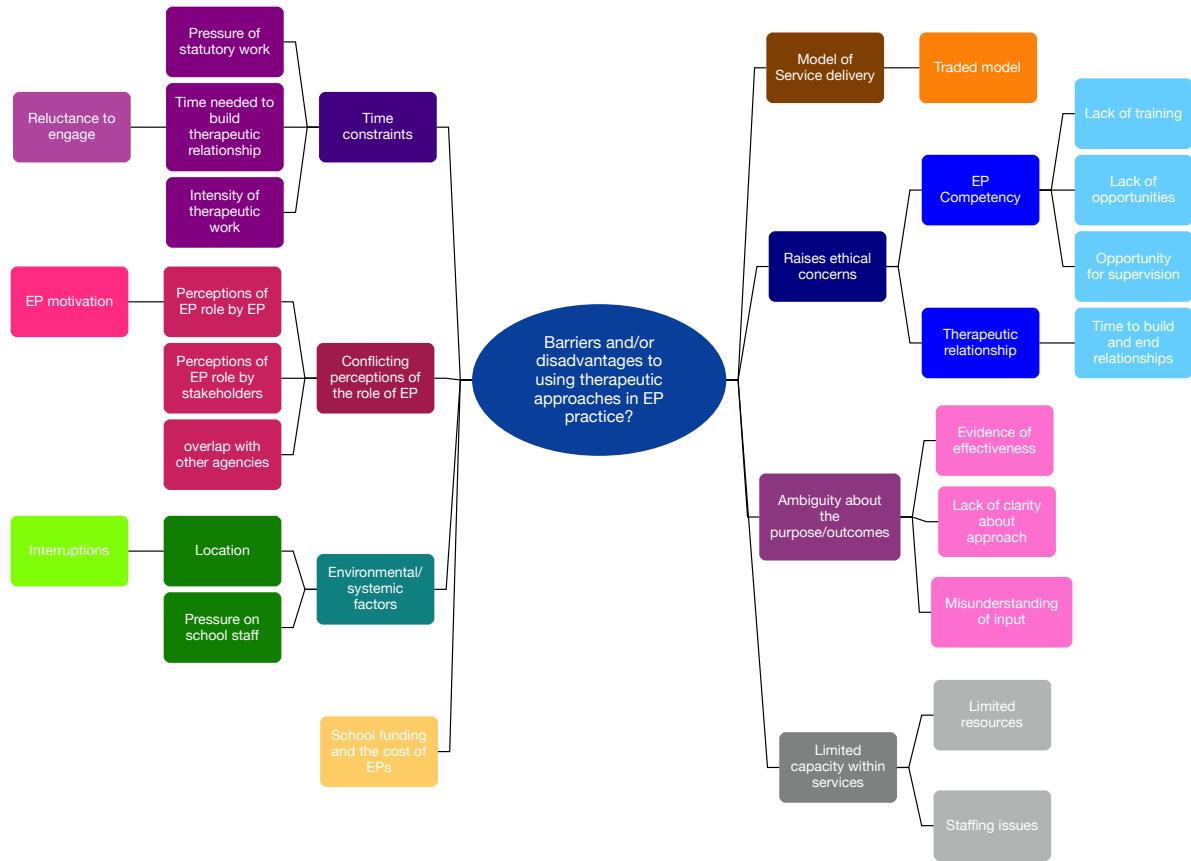 Pressure of
statutory work
Reluctance to
engage
Time needed to
build
therapeutic
relationship
Time
constraints
Intensity of
therapeutic
work
EP motivation
Perceptions of
EP role by EP
Perceptions of
EP role by
stakeholders
Conflicting
perceptions of
the role of EP
overlap with
other agencies
Interruptions
Location
Environmental/
systemic
factors
Pressure on
school staff
School funding
and the cost of
EPs
Barriers and/or
disadvantages to
using therapeutic
approaches in EP
practice?
Model of
Service delivery
Traded model
Raises ethical
concerns
EP
Competency
Lack of training
Lack of
opportunities
Opportunity
for supervision
Therapeutic
relationship
Time to build
and end
relationships
Ambiguity about
the
purpose/outcomes
Evidence of
effectiveness
Lack of clarity
about
approach
Misunderstanding
of input
Limited
capacity within
services
Limited
resources
Staffing issues